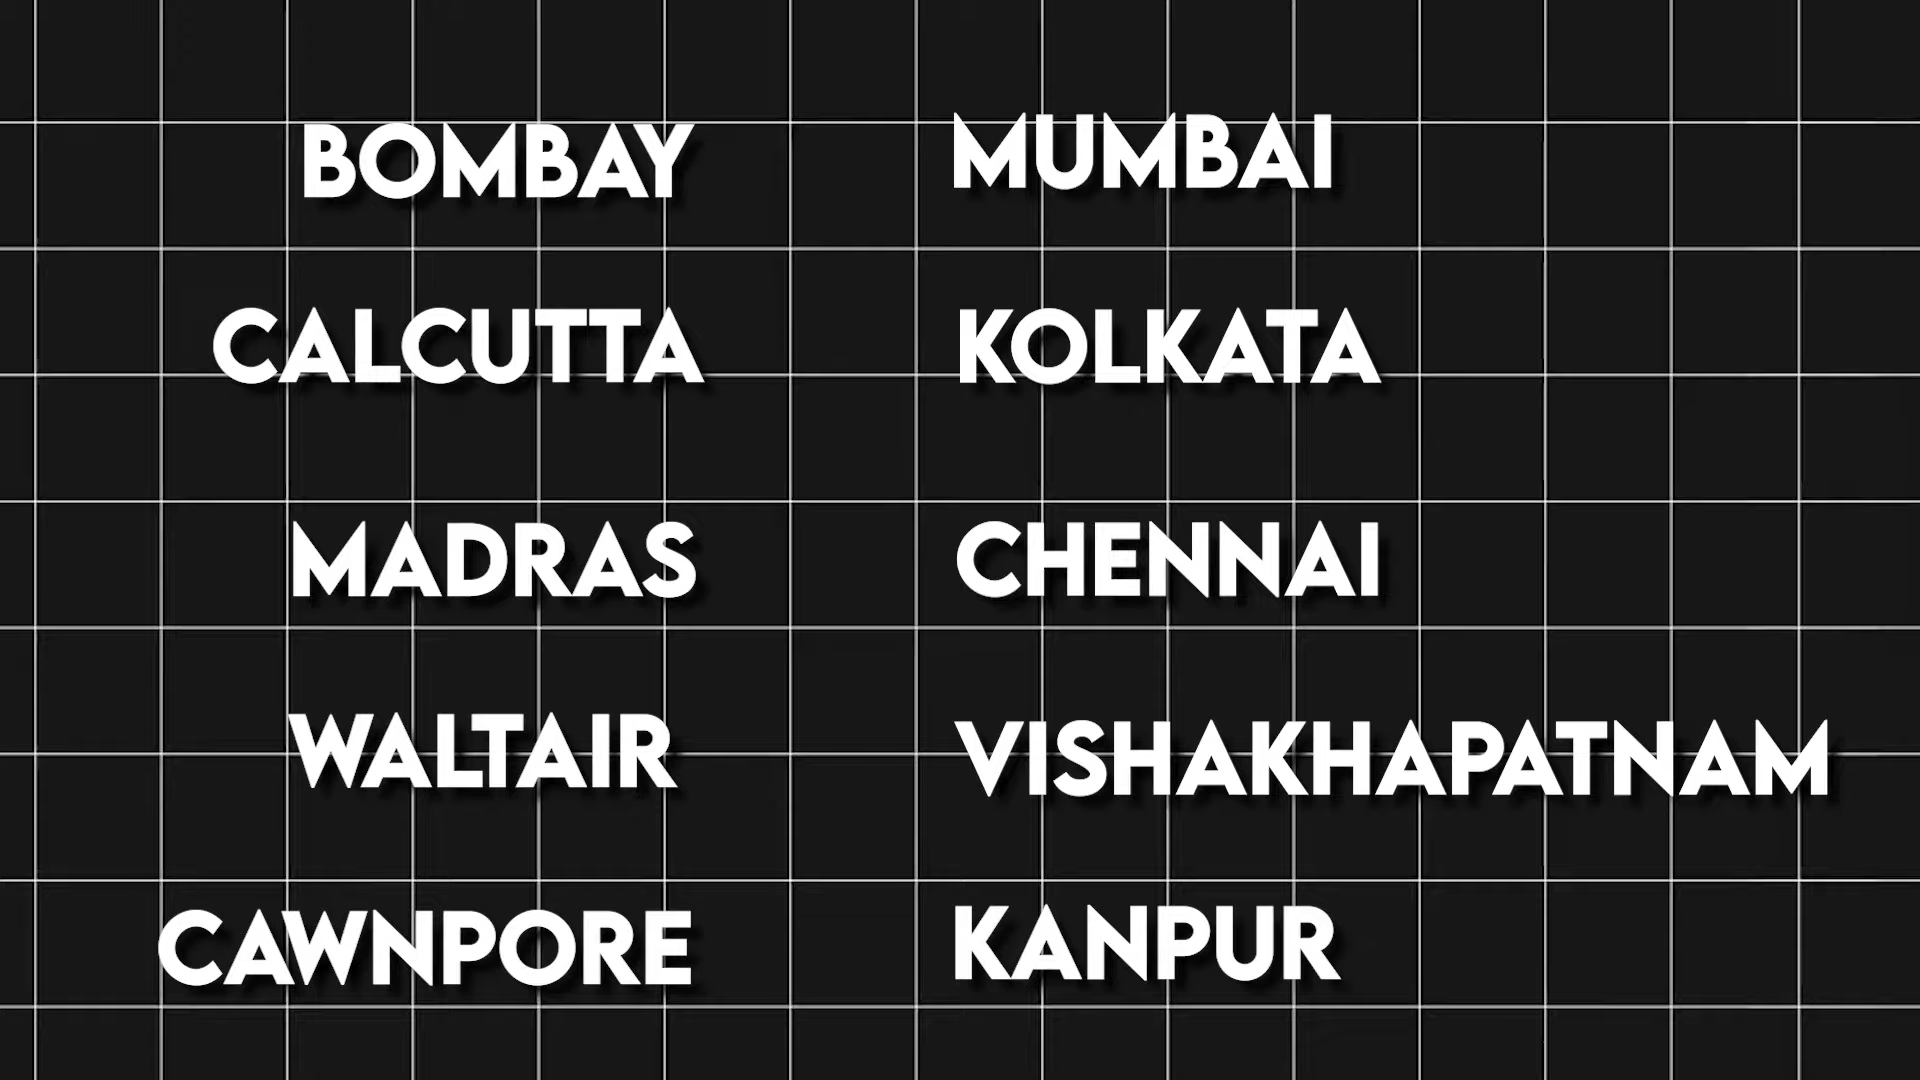 BOMBAY MUMBAI
CALCUTTA KOLKATA
MADRAS CHENNAI
WALTAIR VISHAKHAPATNAM
CAWNPORE KANPUR